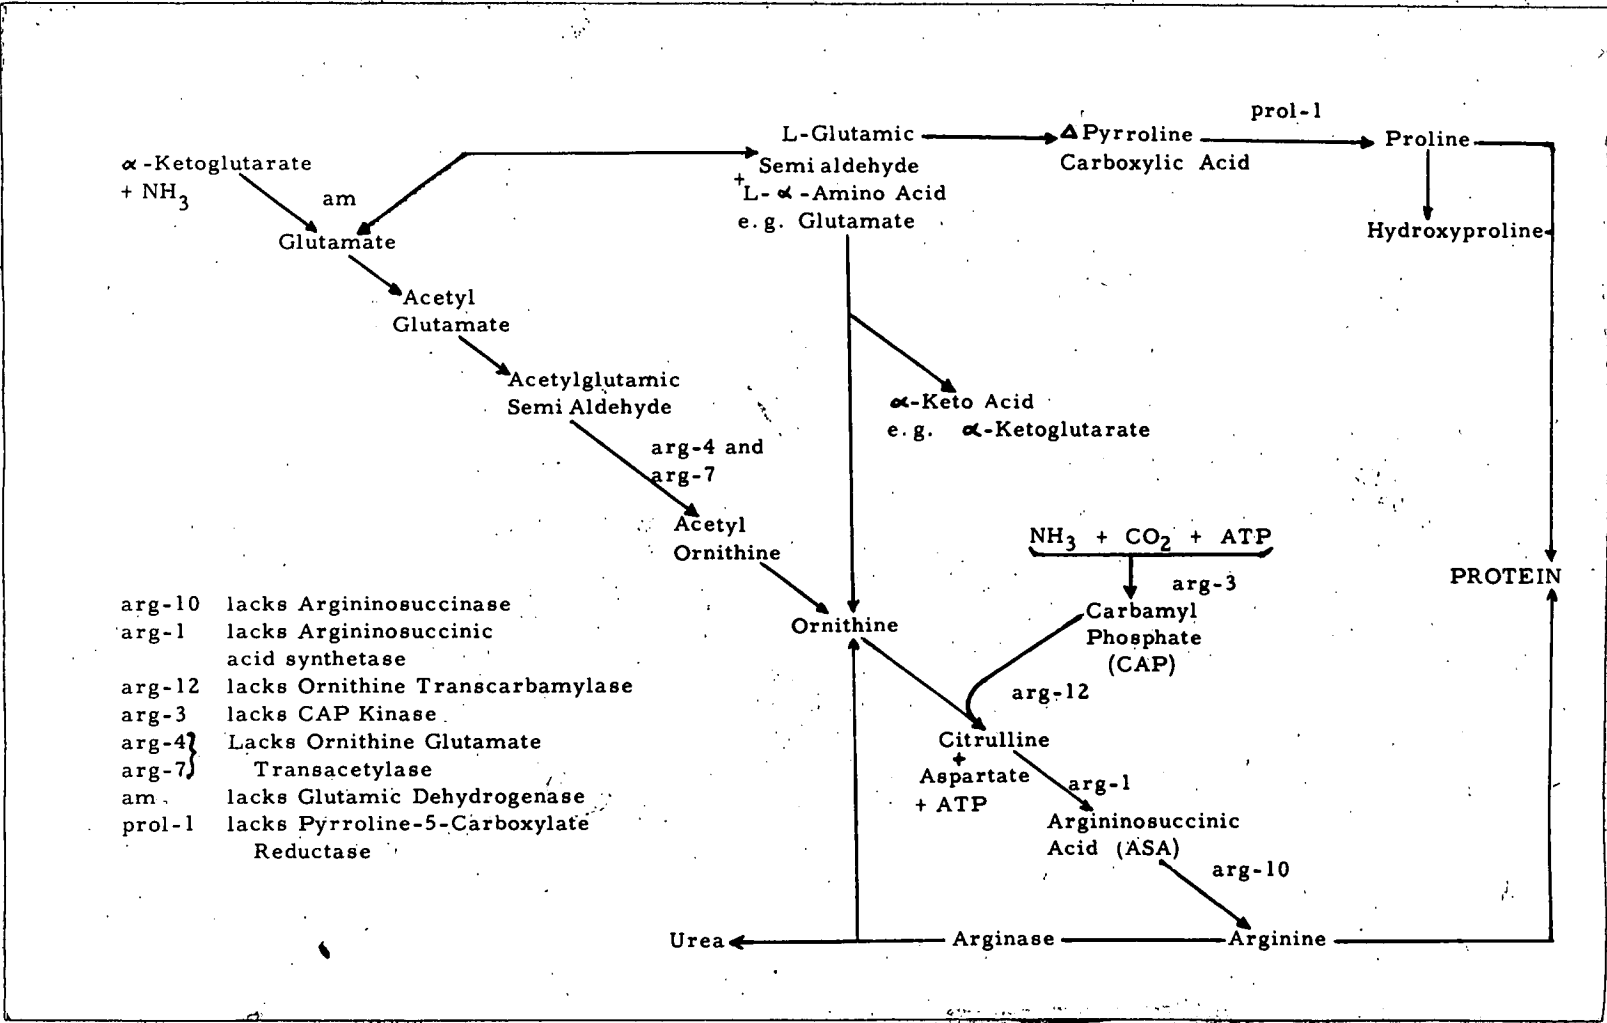 prol-1
L-Glutamic
Δ Pyrroline
Proline
α-Ketoglutarate
Semi aldehyde
Carboxylic Acid
+ NH3
am
+
L-α-Amino Acid
e.g. Glutamate
Glutamate
Hydroxyproline
Acetyl
Glutamate
Acetylglutamic
Semi Aldehyde
α-Keto Acid
e.g. α-Ketoglutarate
arg-4 and
arg-7
Acetyl
Ornithine
NH3 + CO2 + ATP
arg-3
PROTEIN
Carbamyl
Phosphate
(CAP)
Ornithine
arg-12
Citrulline
+
Aspartate
+ ATP
arg-1
Argininosuccinic
Acid (ASA)
arg-10
Urea
Arginase
Arginine
arg-10 lacks Argininosuccinase
arg-1 lacks Argininosuccinic
acid synthetase
arg-12 lacks Ornithine Transcarbamylase
arg-3 lacks CAP Kinase
arg-4} Lacks Ornithine Glutamate
arg-7} Transacetylase
am lacks Glutamic Dehydrogenase
prol-1 lacks Pyrroline-5-Carboxylate
Reductase